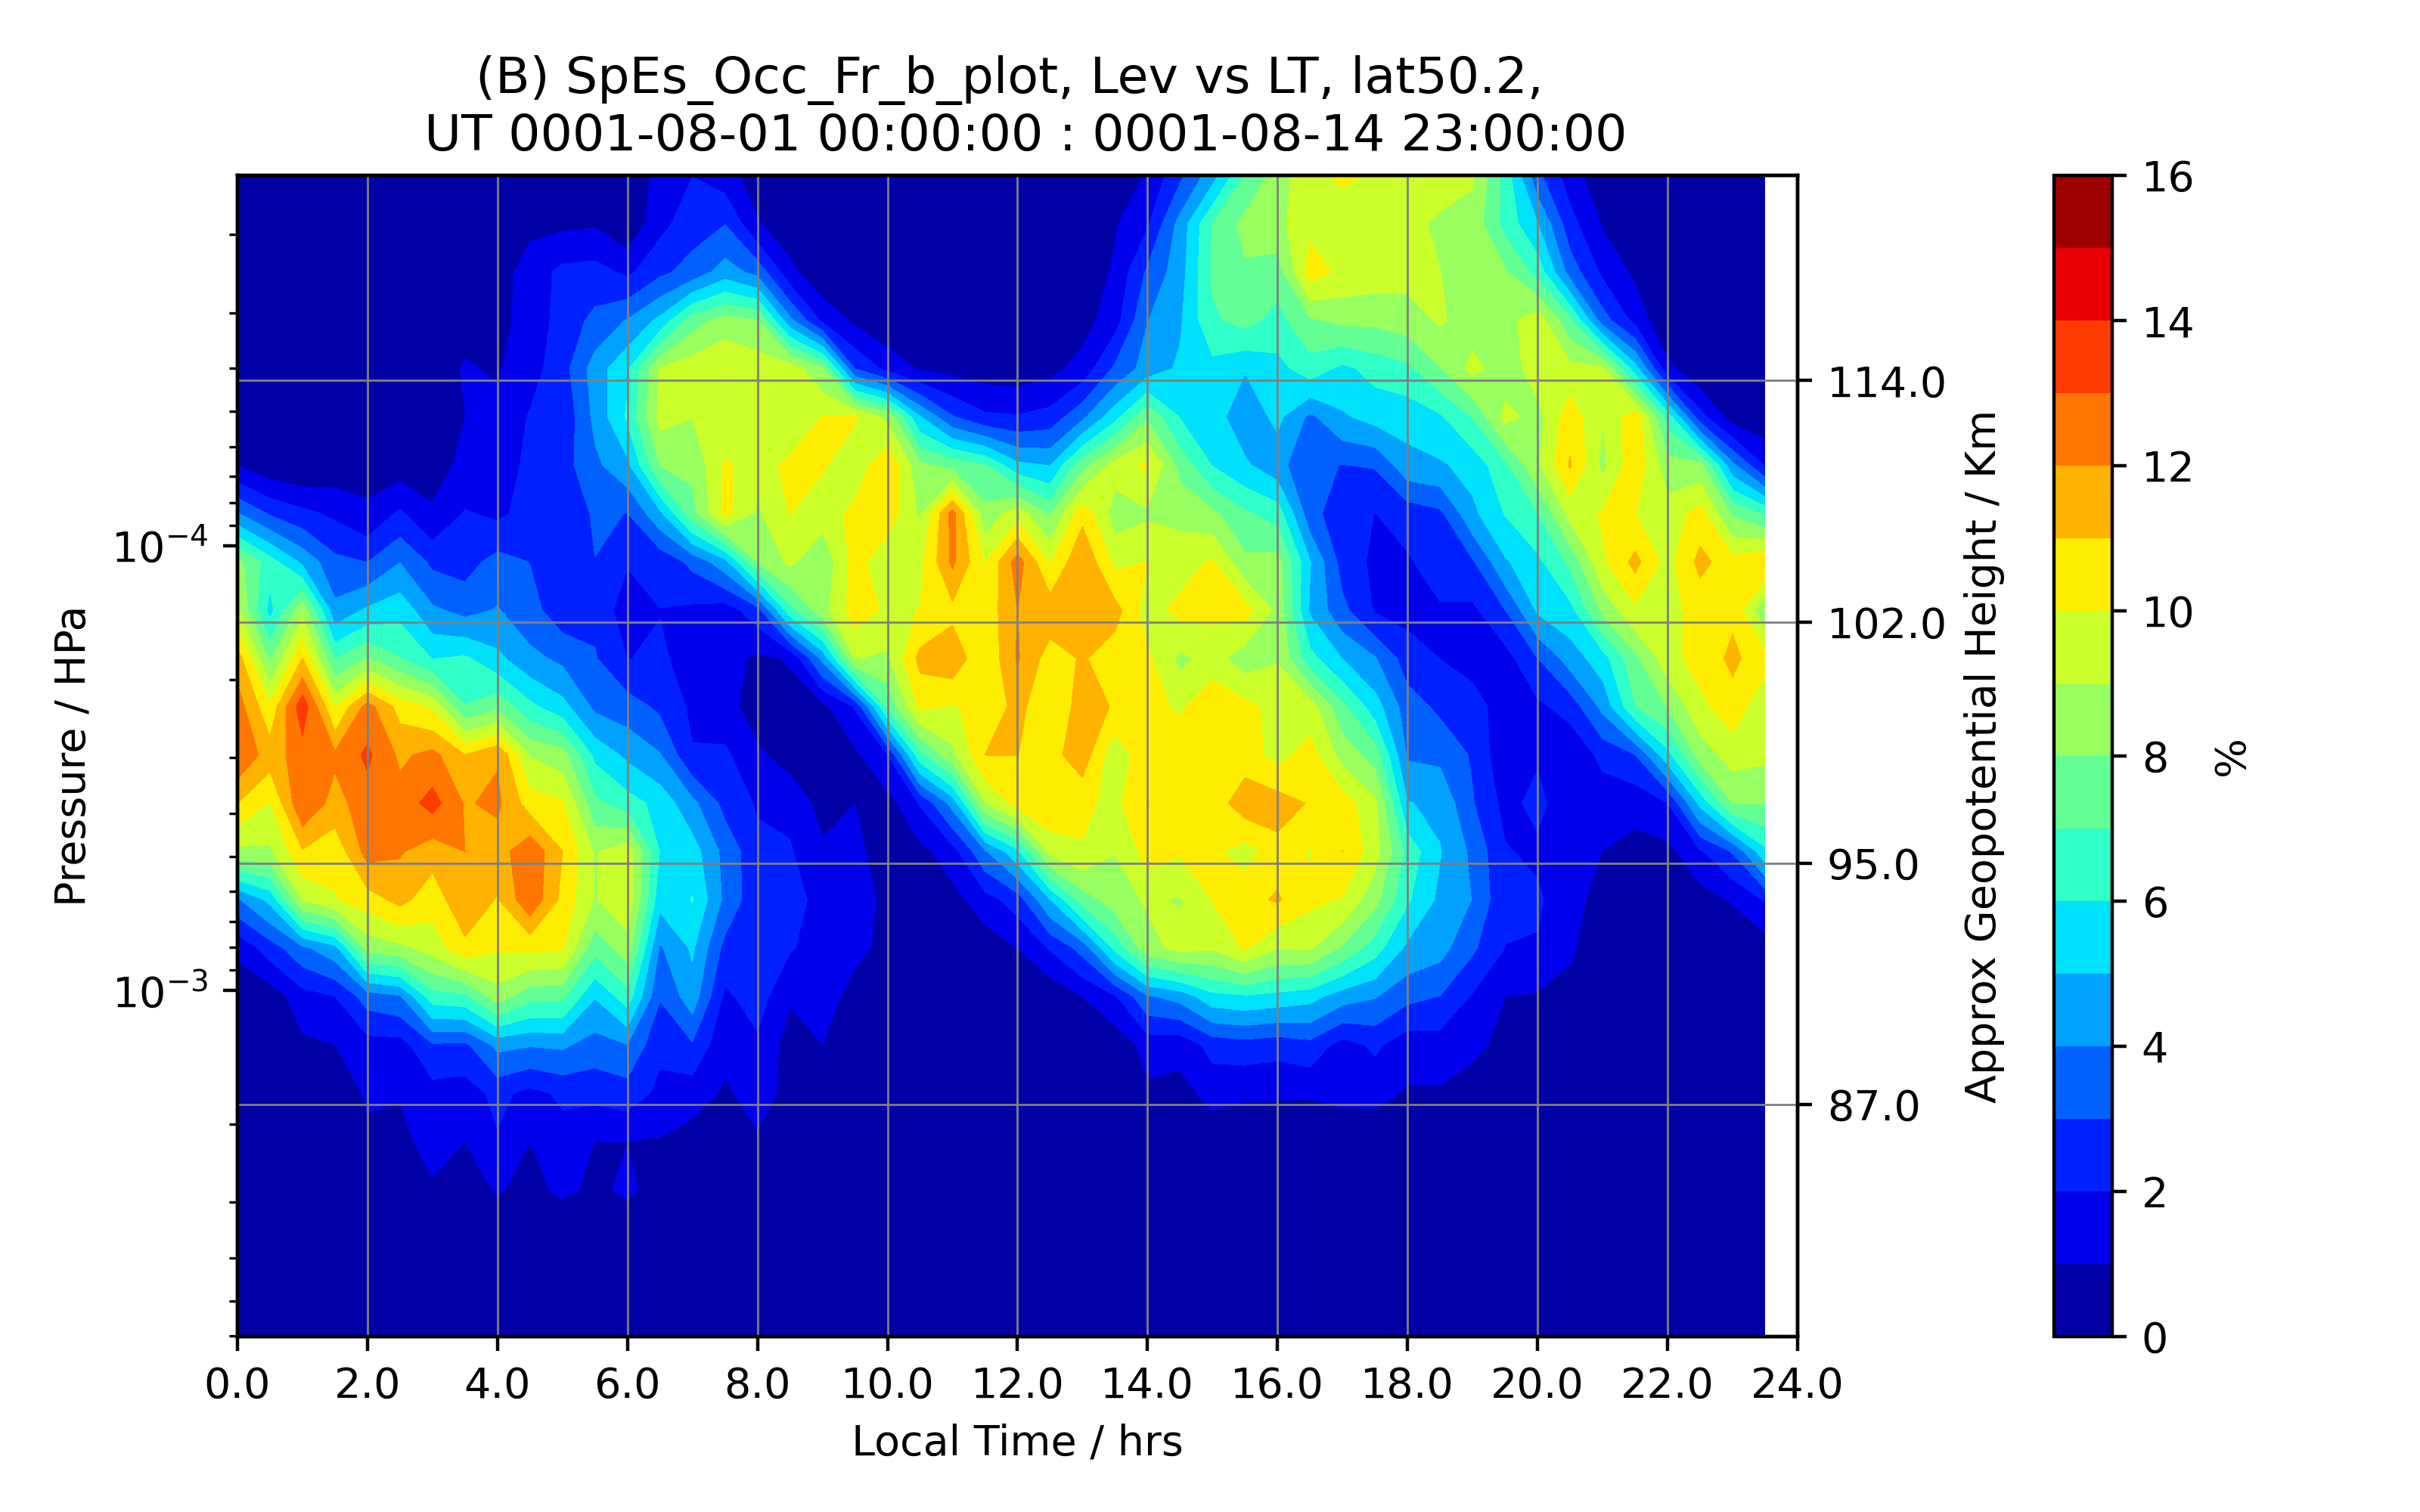 (B) SpEs_Occ_Fr_b_plot, Lev vs LT, lat50.2,
UT 0001-08-01 00:00:00 : 0001-08-14 23:00:00
Pressure / HPa
10⁻⁴
10⁻³
0.0 2.0 4.0 6.0 8.0 10.0 12.0 14.0 16.0 18.0 20.0 22.0 24.0
Local Time / hrs
114.0
102.0
95.0
87.0
Approx Geopotential Height / Km
16
14
12
10
8
6
4
2
0
%